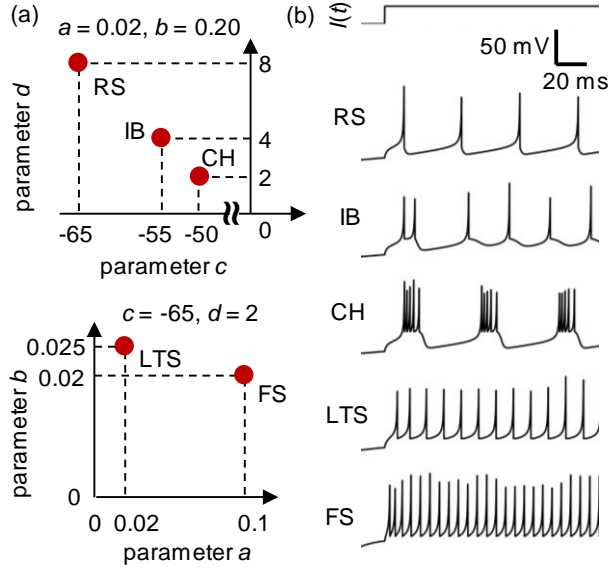 (a)
a = 0.02, b = 0.20
parameter d
RS
IB
CH
8
4
2
0
-65
-55
-50
parameter c
c = -65, d = 2
parameter b
0.025
0.02
0
LTS
FS
0 0.02 0.1
parameter a
(b)
I(t)
50 mV
20 ms
RS
IB
CH
LTS
FS